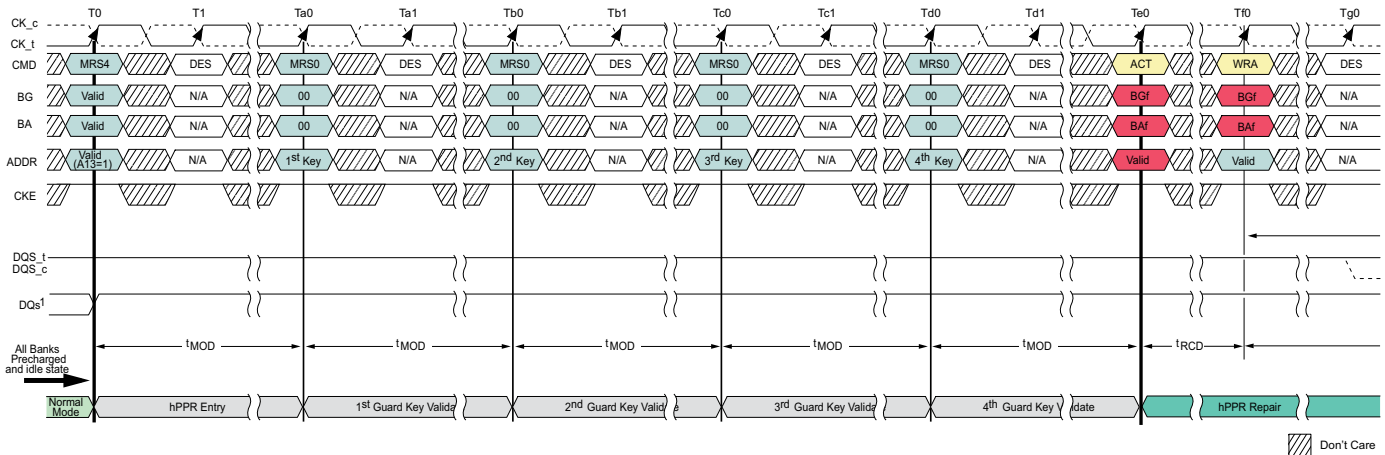 T0 T1 Ta0 Ta1 Tb0 Tb1 Tc0 Tc1 Td0 Td1 Te0 Tf0 Tg0
CK_c
CK_t
CMD MRS4 DES MRS0 DES MRS0 DES MRS0 DES MRS0 DES ACT WRA DES
BG Valid N/A 00 N/A 00 N/A 00 N/A 00 N/A BGf BGf N/A
BA Valid N/A 00 N/A 00 N/A 00 N/A 00 N/A BAf BAf N/A
ADDR Valid (A13=1) N/A 1st Key N/A 2nd Key N/A 3rd Key N/A 4th Key N/A Valid Valid N/A
CKE
DQS_t
DQS_c
DQs1
All Banks
Precharged
and idle state
tMOD tMOD tMOD tMOD tMOD tRCD
Normal
Mode
hPPR Entry 1st Guard Key Valida 2nd Guard Key Valid e 3rd Guard Key Valida 4th Guard Key V idate hPPR Repair
Don't Care